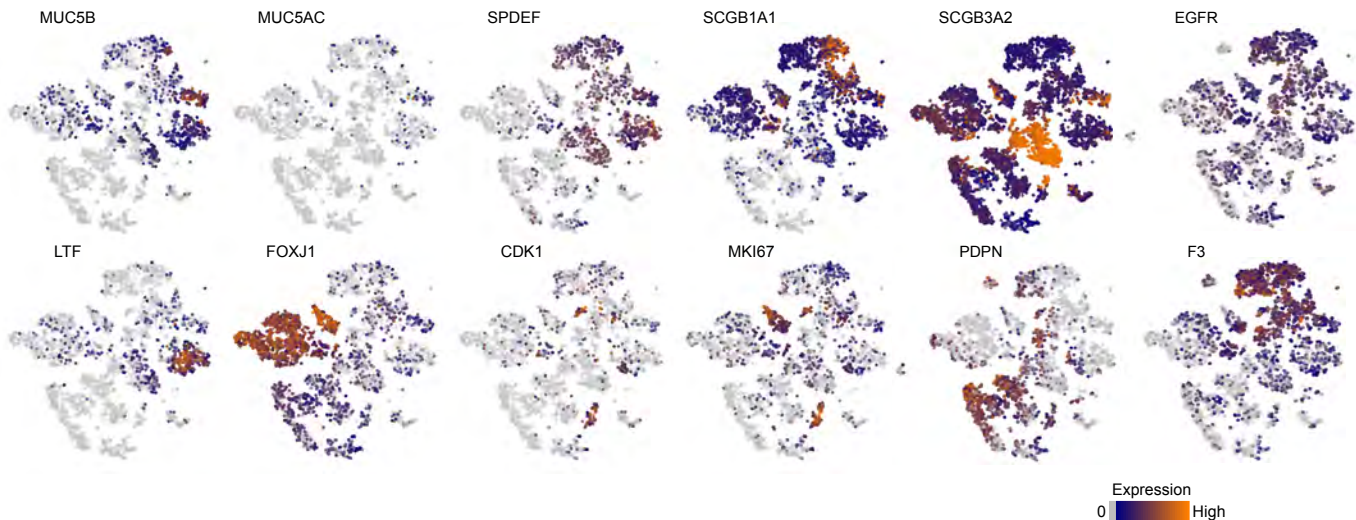 MUC5B MUC5AC SPDEF SCGB1A1 SCGB3A2 EGFR
LTF FOXJ1 CDK1 MKI67 PDPN F3
Expression
0 High